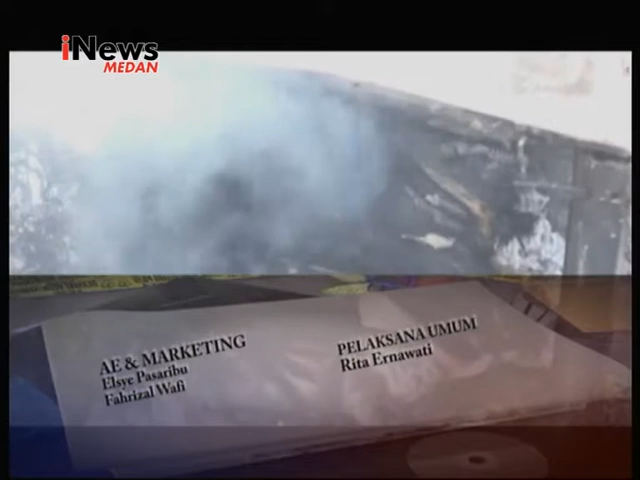 iNews
MEDAN
AE & MARKETING
Elsye Pasaribu
Fahrizal Wafi
PELAKSANA UMUM
Rita Ernawati